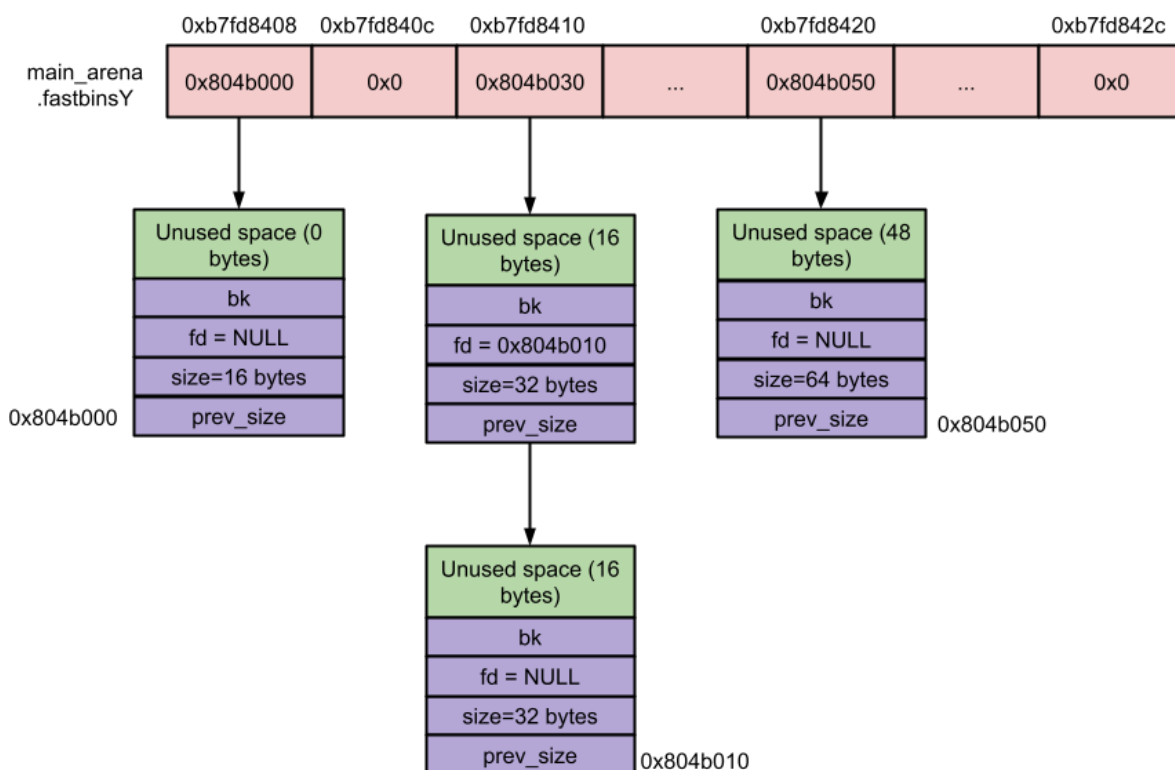 0xb7fd8408 0xb7fd840c 0xb7fd8410 0xb7fd8420 0xb7fd842c
main_arena
.fastbinsY
0x804b000 0x0 0x804b030 ... 0x804b050 ... 0x0
Unused space (0
bytes)
bk
fd = NULL
size=16 bytes
prev_size
0x804b000
Unused space (16
bytes)
bk
fd = 0x804b010
size=32 bytes
prev_size
Unused space (48
bytes)
bk
fd = NULL
size=64 bytes
prev_size
0x804b050
Unused space (16
bytes)
bk
fd = NULL
size=32 bytes
prev_size
0x804b010